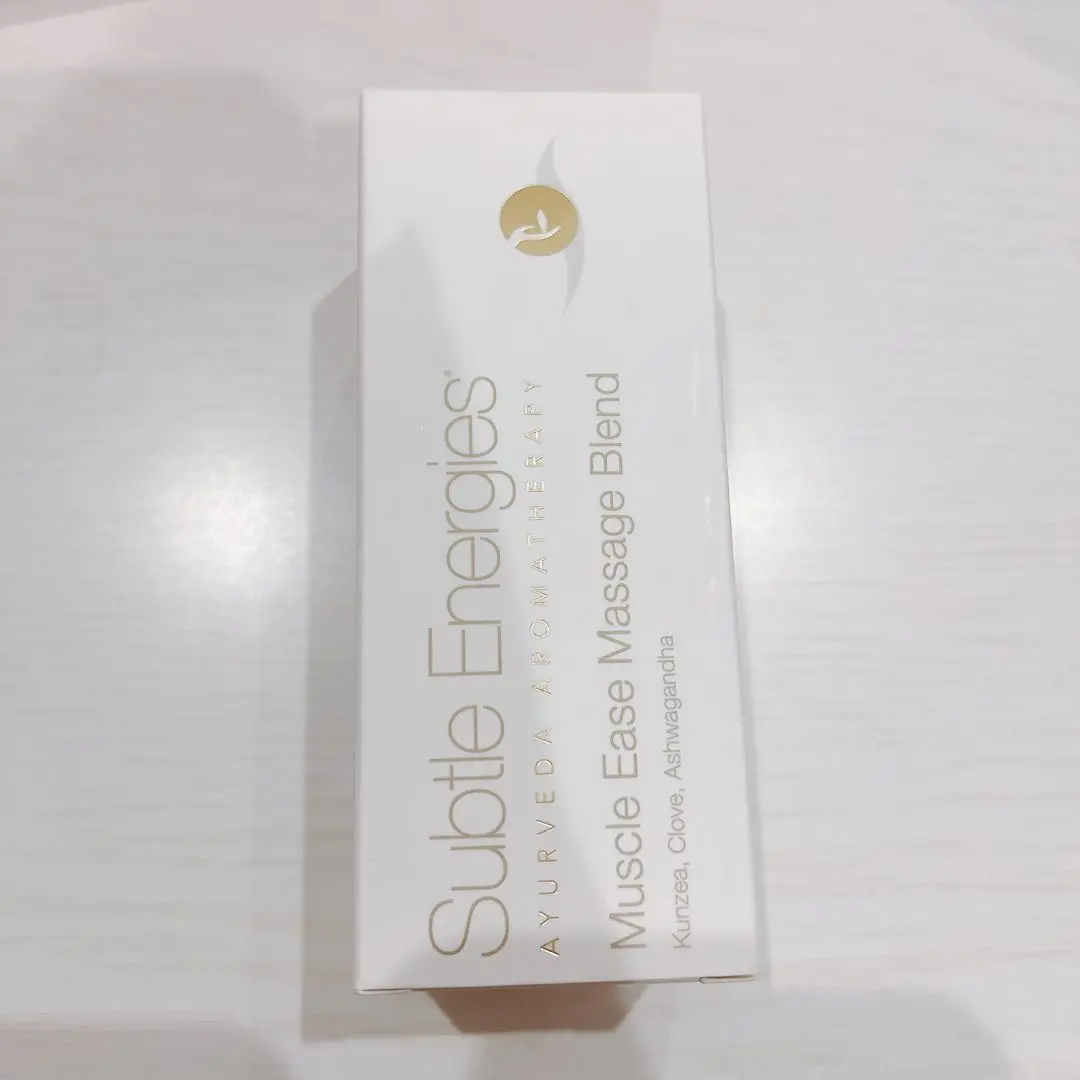 Subtle Energies®
AYURVEDA AROMATHERAPY
Muscle Ease Massage Blend
Kunzea, Clove, Ashwagandha